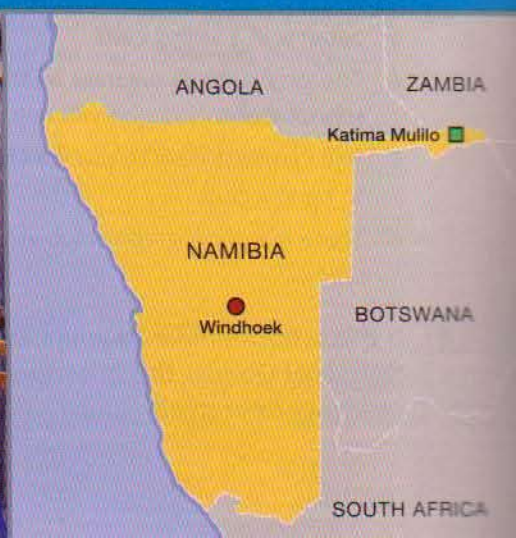 ANGOLA
ZAMBIA
Katima Mulilo
NAMIBIA
Windhoek
BOTSWANA
SOUTH AFRICA